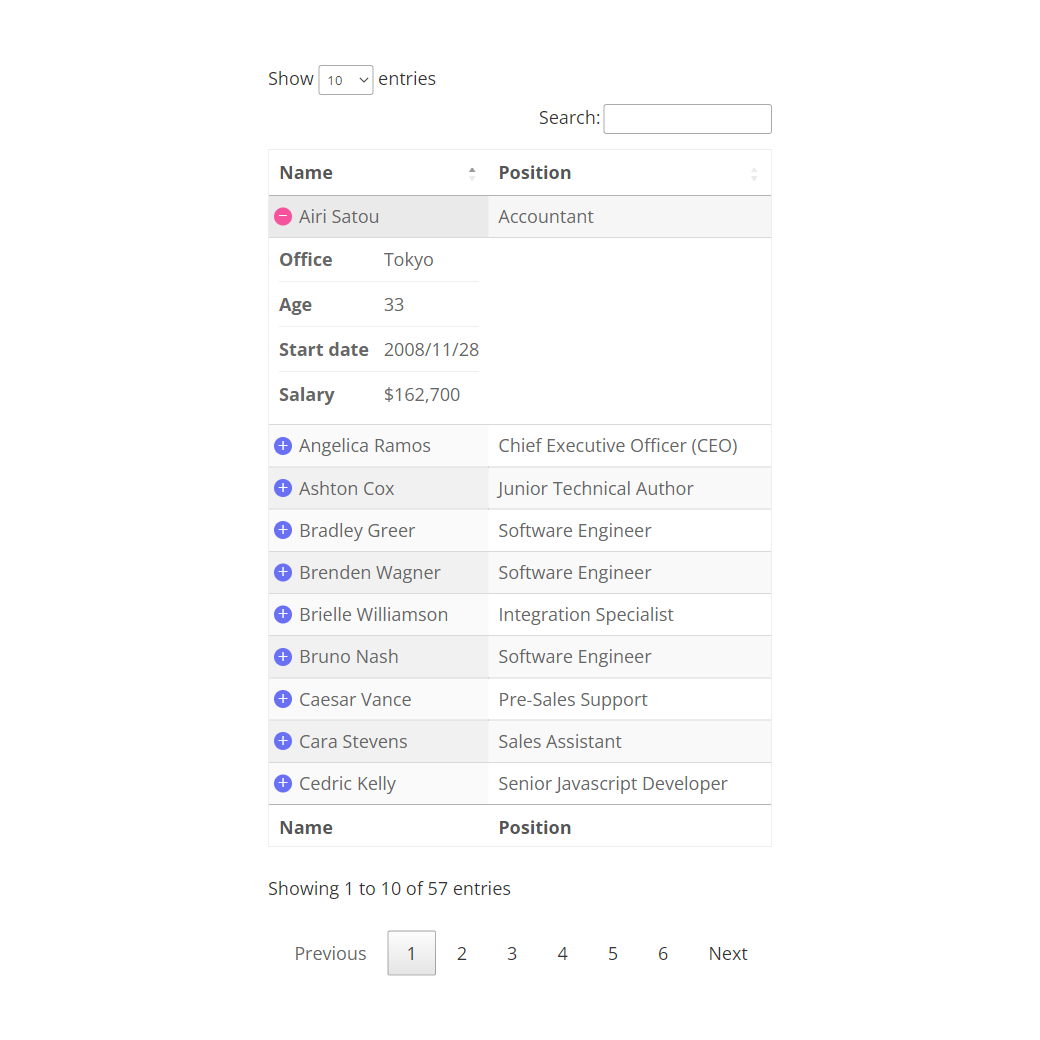 Show 10 entries
Search:
Name Position
Airi Satou Accountant
Office Tokyo
Age 33
Start date 2008/11/28
Salary $162,700
Angelica Ramos Chief Executive Officer (CEO)
Ashton Cox Junior Technical Author
Bradley Greer Software Engineer
Brenden Wagner Software Engineer
Brielle Williamson Integration Specialist
Bruno Nash Software Engineer
Caesar Vance Pre-Sales Support
Cara Stevens Sales Assistant
Cedric Kelly Senior Javascript Developer
Name Position
Showing 1 to 10 of 57 entries
Previous 1 2 3 4 5 6 Next